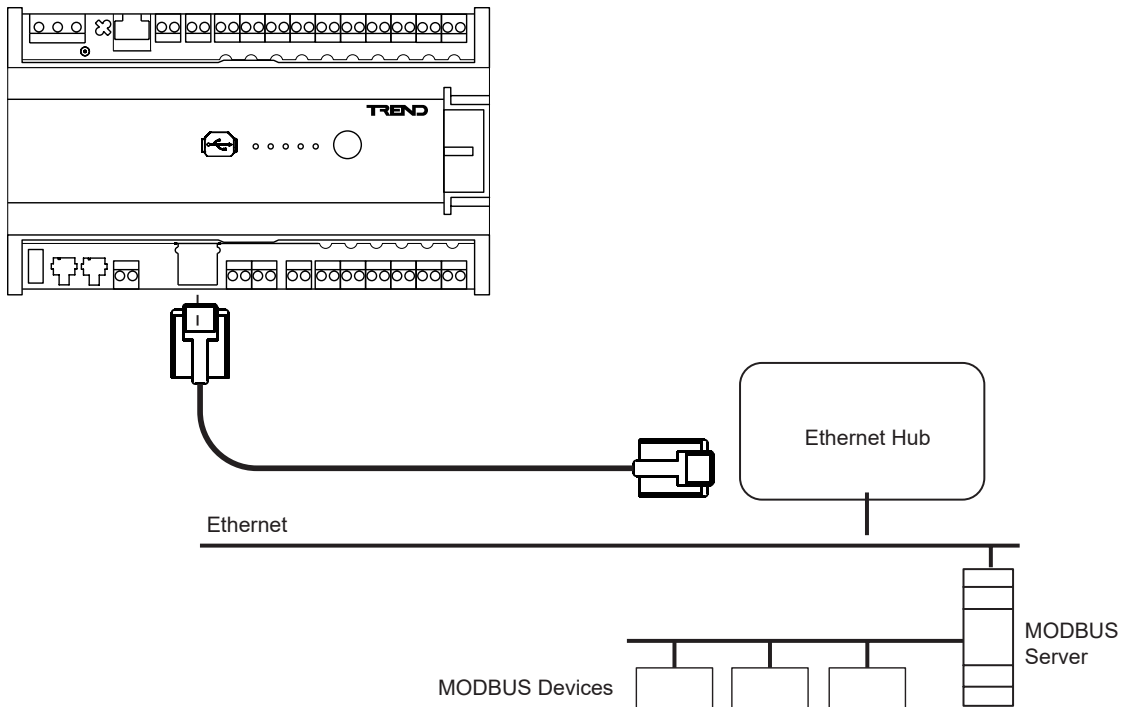 TREND
Ethernet Hub
Ethernet
MODBUS
Server
MODBUS Devices